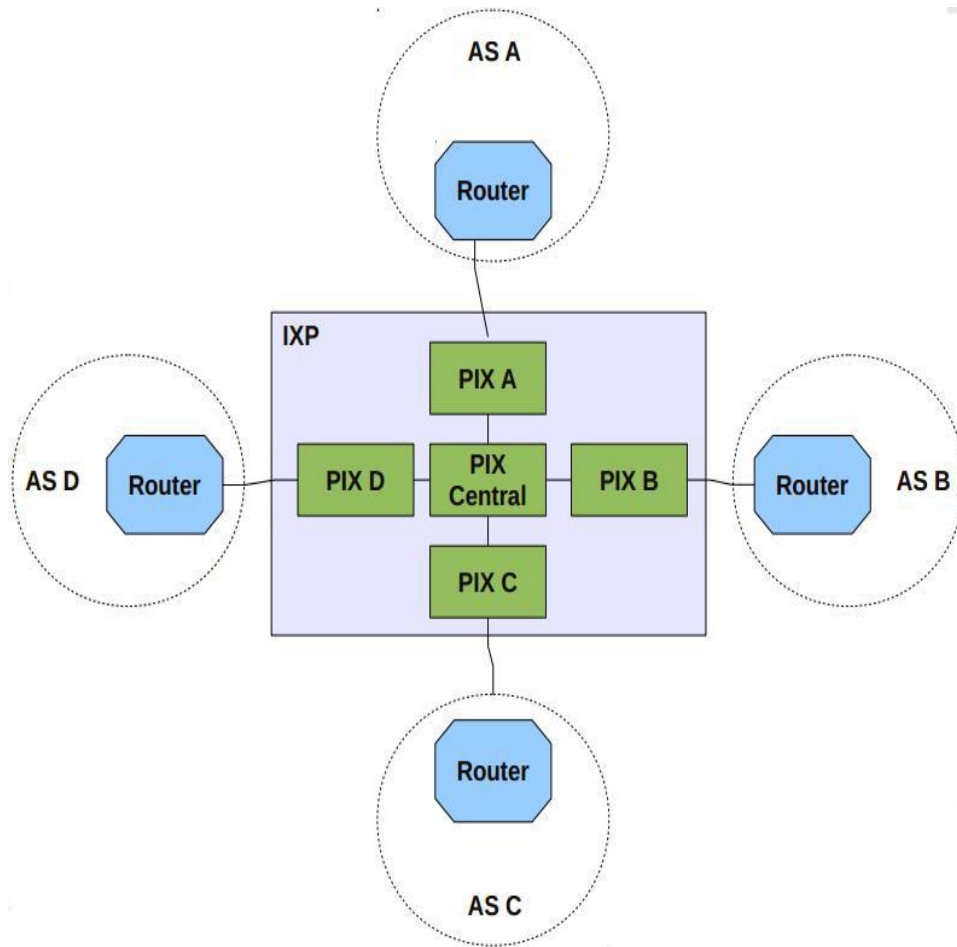 AS A
Router
IXP
PIX A
AS D
Router
PIX D
PIX
Central
PIX B
Router
AS B
PIX C
Router
AS C